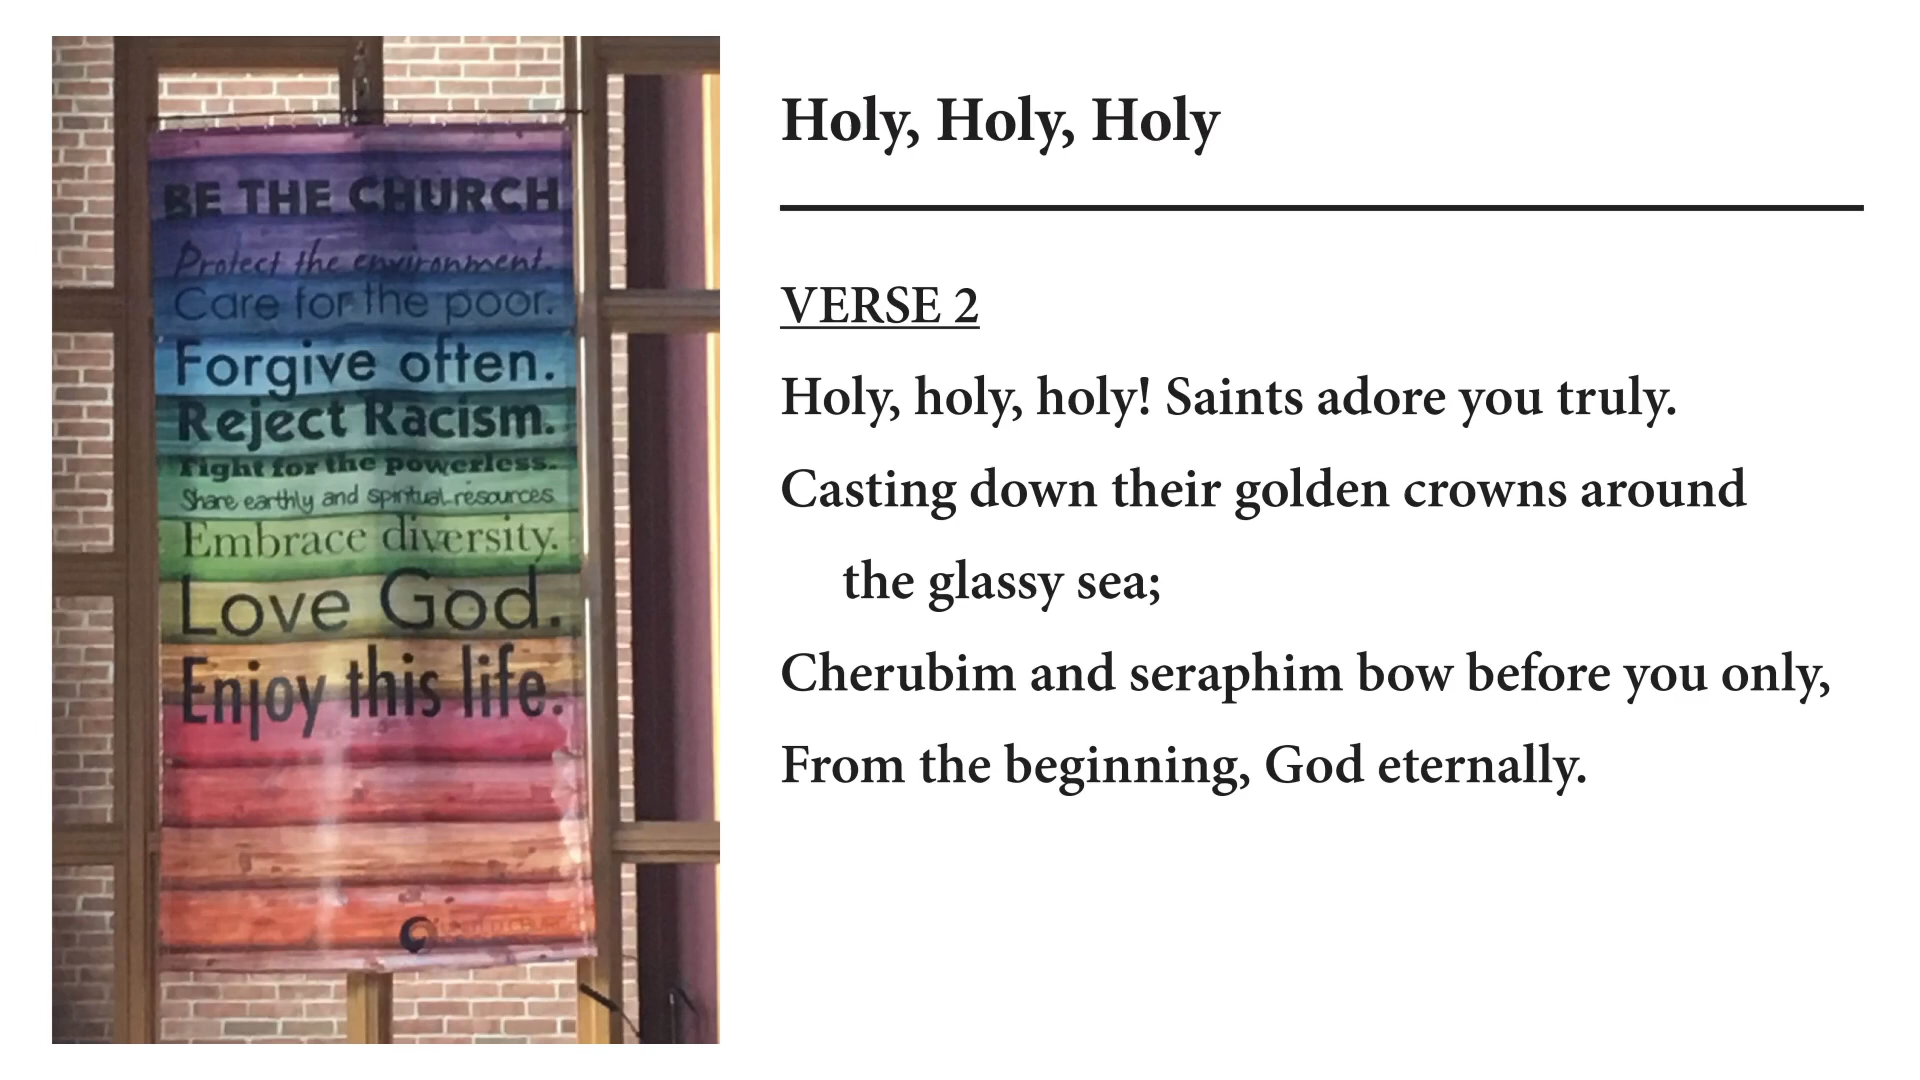 BE THE CHURCH
Protect the environment.
Care for the poor.
Forgive often.
Reject Racism.
Fight for the powerless.
Share earthly and spiritual resources.
Embrace diversity.
Love God.
Enjoy this life.
Holy, Holy, Holy
VERSE 2
Holy, holy, holy! Saints adore you truly.
Casting down their golden crowns around
the glassy sea;
Cherubim and seraphim bow before you only,
From the beginning, God eternally.